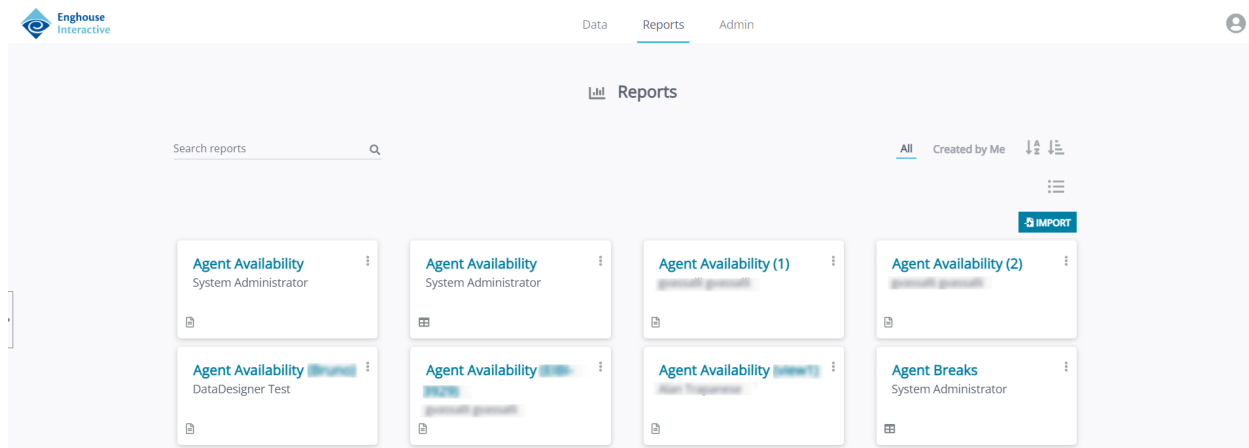 Enghouse
Interactive
Data Reports Admin
Reports
Search reports
All Created by Me
IMPORT
Agent Availability
System Administrator
Agent Availability
System Administrator
Agent Availability (1)
Agent Availability (2)
Agent Availability
DataDesigner Test
Agent Availability
Agent Availability
Agent Breaks
System Administrator